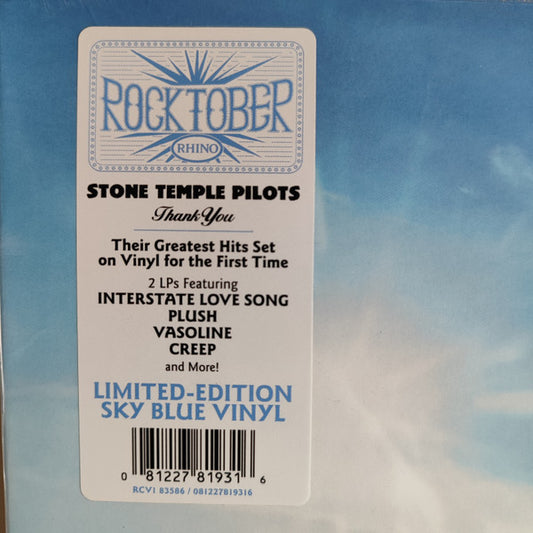 ROCKTOBER
RHINO
STONE TEMPLE PILOTS
Thank You
Their Greatest Hits Set
on Vinyl for the First Time
2 LPs Featuring
INTERSTATE LOVE SONG
PLUSH
VASOLINE
CREEP
and More!
LIMITED-EDITION
SKY BLUE VINYL
0 81227 81931 6
RCV1 83586 / 081227819316